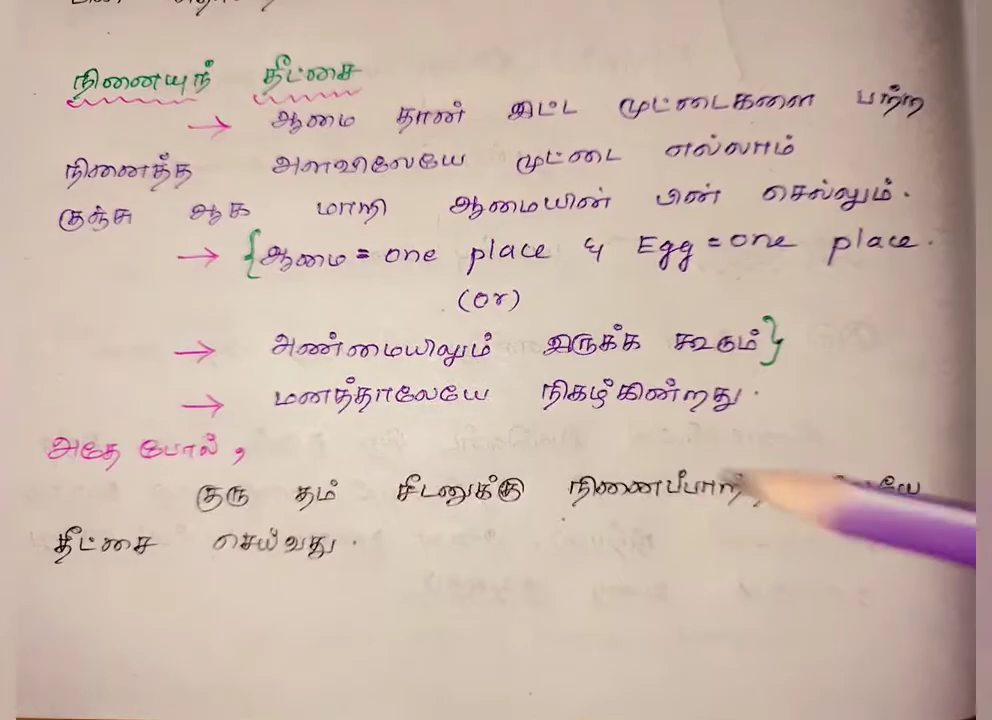 நினையுந் தீட்சை
→ ஆமை தான் இட்ட முட்டைகளை பற்றி
நினைத்த அளவிலேயே முட்டை எல்லாம்
குஞ்சு ஆக மாறி ஆமையின் பின் செல்லும்.
→ {ஆமை = one place & Egg = one place.
(or)
→ அண்மையிலும் இருக்க கூடும்}
→ மனத்தாலேயே நிகழ்கின்றது.
அதே போல்,
குரு தம் சீடனுக்கு
தீட்சை செய்வது.